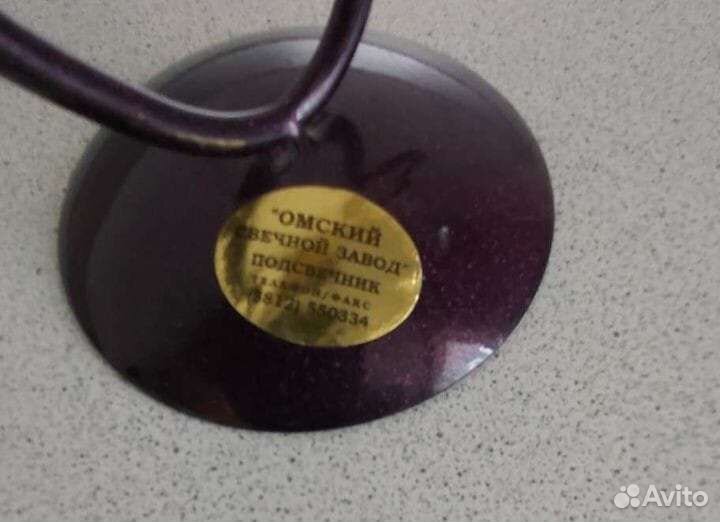 "ОМСКИЙ
СВЕЧНОЙ ЗАВОД"
ПОДСВЕЧНИК
ТЕЛЕФОН/ФАКС
(3812) 550334
Avito